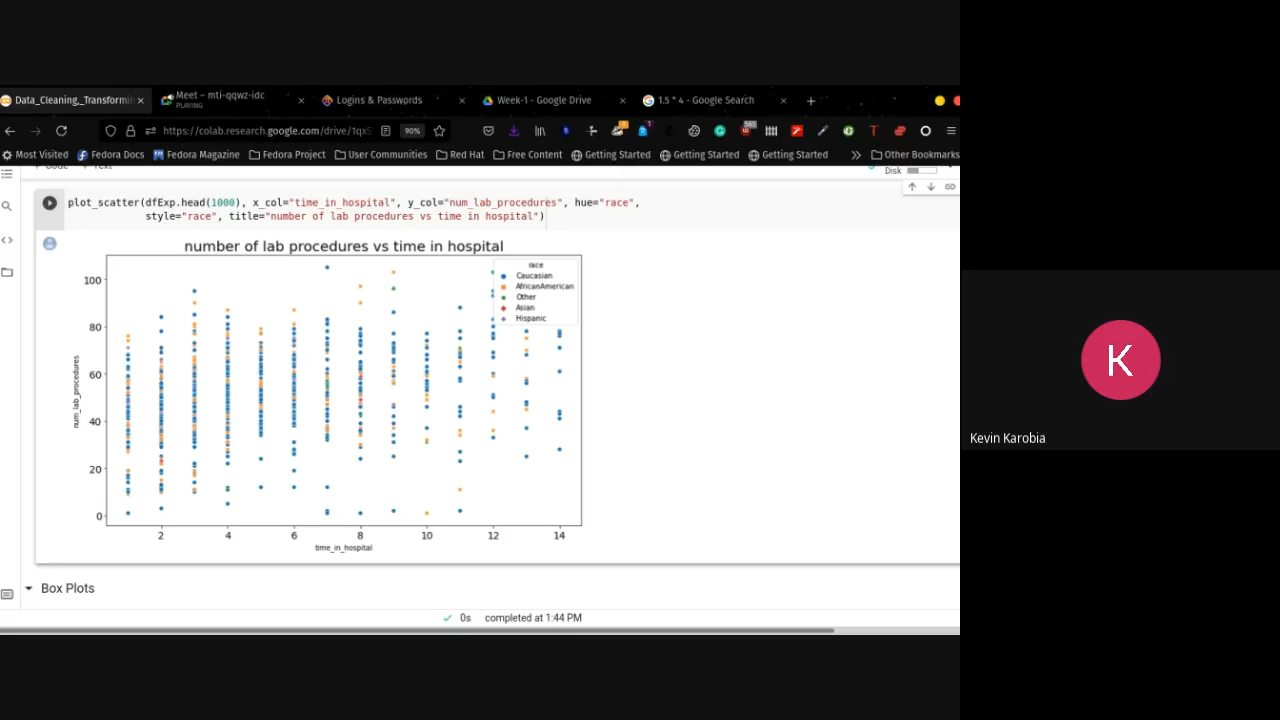 Data_Cleaning,_Transformin
Meet – mti-qqwz-idc
PLAYING
Logins & Passwords
Week-1 - Google Drive
1.5 * 4 - Google Search
https://colab.research.google.com/drive/1qx5
90%
Most Visited
Fedora Docs
Fedora Magazine
Fedora Project
User Communities
Red Hat
Free Content
Getting Started
Getting Started
Getting Started
Other Bookmarks
Disk
plot_scatter(dfExp.head(1000), x_col="time_in_hospital", y_col="num_lab_procedures", hue="race",
style="race", title="number of lab procedures vs time in hospital")
number of lab procedures vs time in hospital
race
Caucasian
AfricanAmerican
Other
Asian
Hispanic
100
80
60
40
20
0
num_lab_procedures
2 4 6 8 10 12 14
time_in_hospital
Box Plots
0s completed at 1:44 PM
K
Kevin Karobia